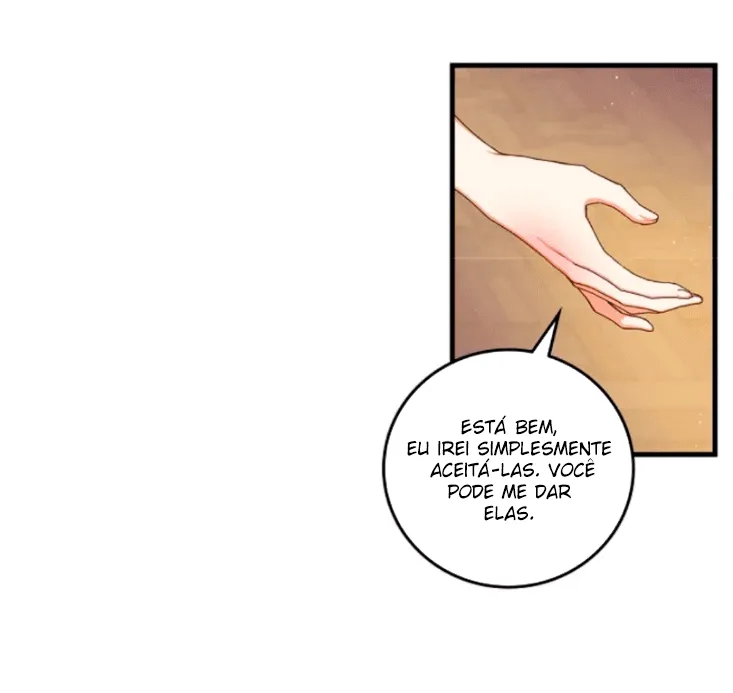 ESTÁ BEM,
EU IREI SIMPLESMENTE
ACEITÁ-LAS. VOCÊ
PODE ME DAR
ELAS.